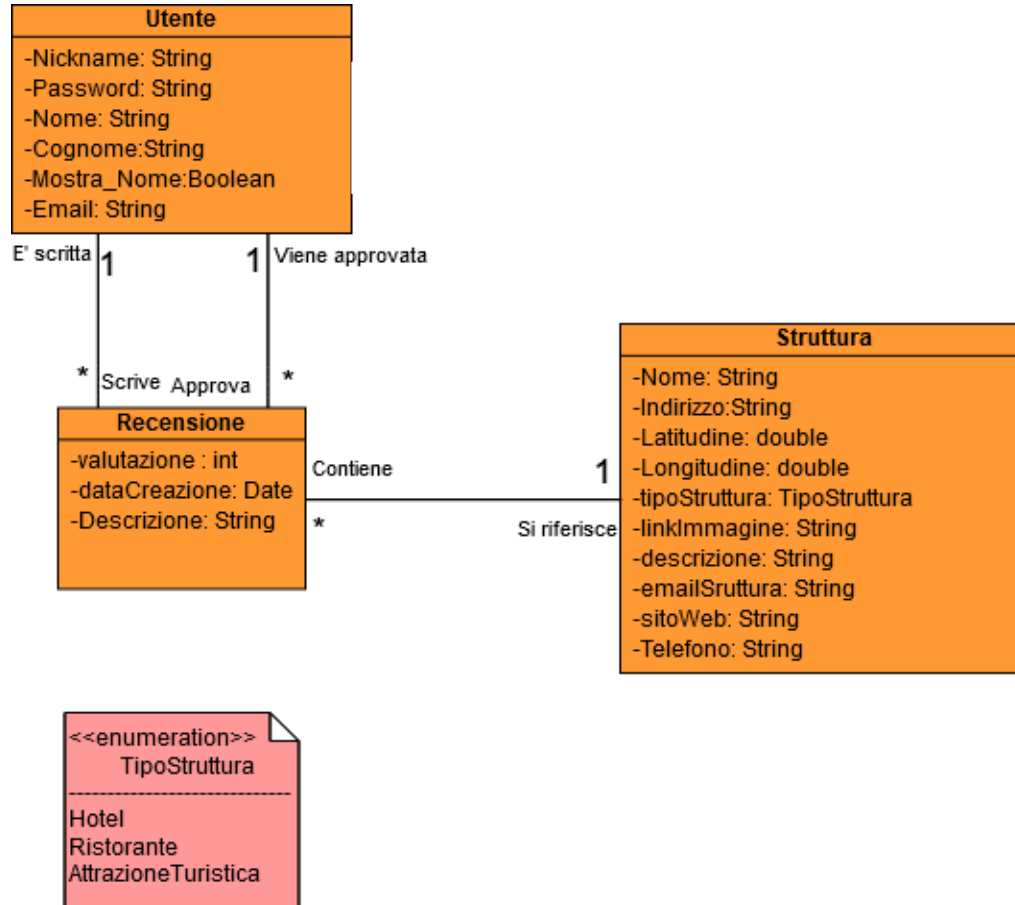 Utente
-Nickname: String
-Password: String
-Nome: String
-Cognome:String
-Mostra_Nome:Boolean
-Email: String
E' scritta
1
1
Viene approvata
*
Scrive
Approva
*
Recensione
-valutazione : int
-dataCreazione: Date
-Descrizione: String
Contiene
*
1
Si riferisce
Struttura
-Nome: String
-Indirizzo:String
-Latitudine: double
-Longitudine: double
-tipoStruttura: TipoStruttura
-linkImmagine: String
-descrizione: String
-emailSruttura: String
-sitoWeb: String
-Telefono: String
<<enumeration>>
TipoStruttura
Hotel
Ristorante
AttrazioneTuristica